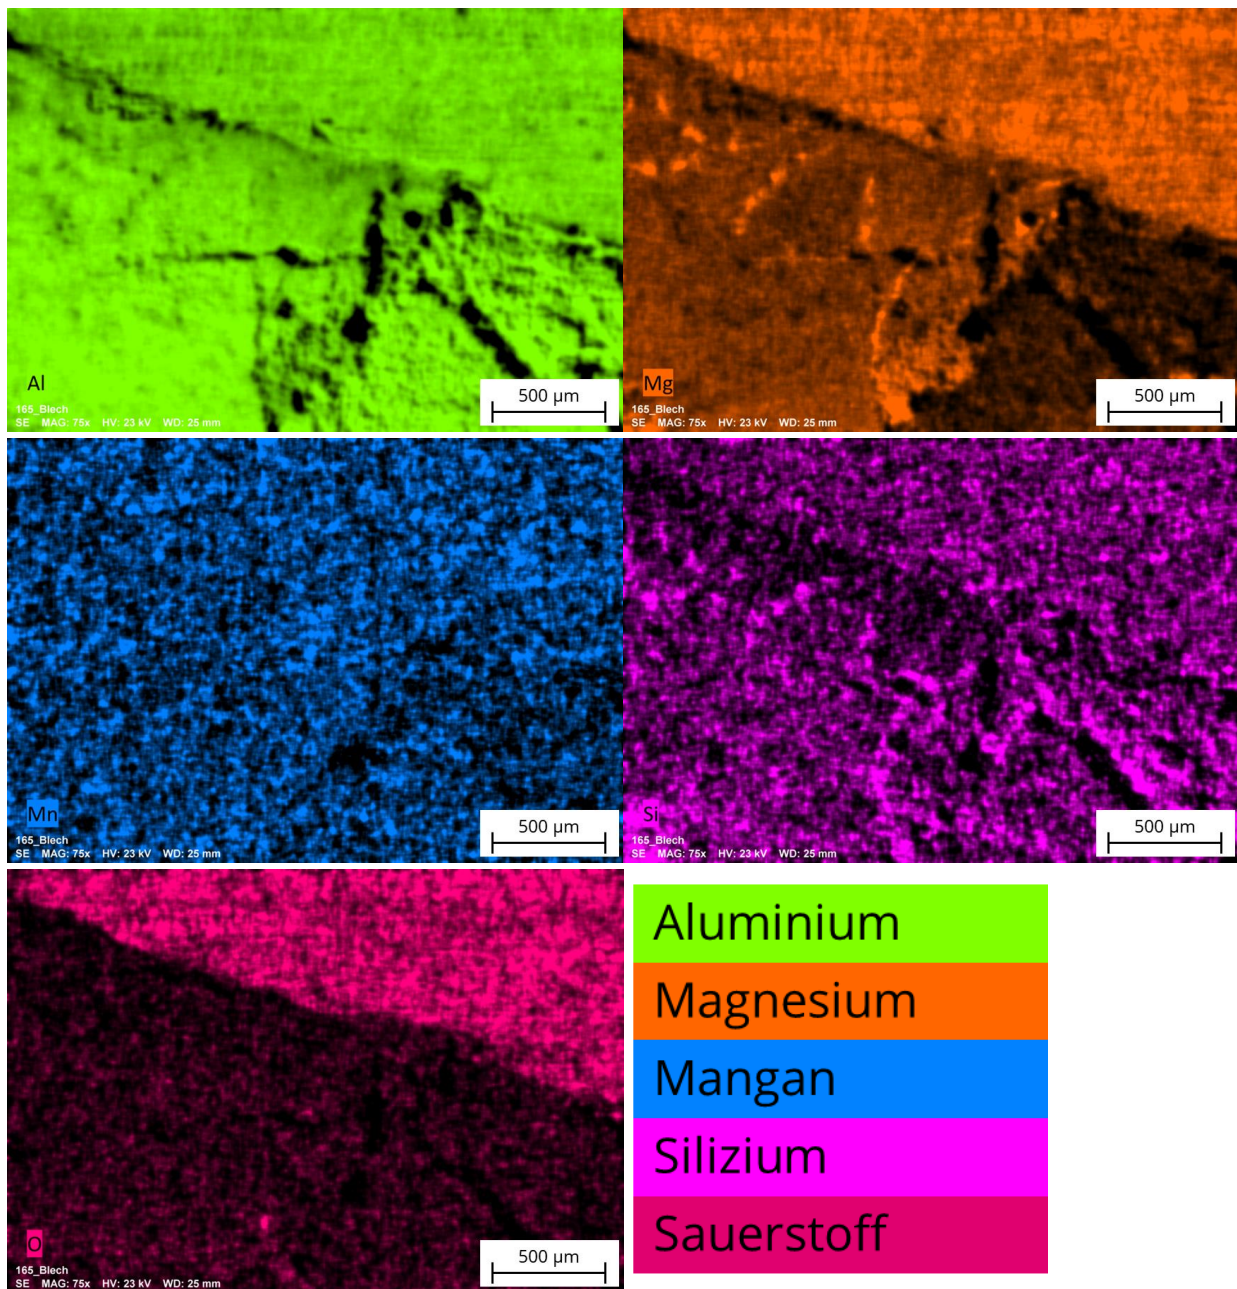 Al
500 µm
165_Blech
SE MAG: 75x HV: 23 kV WD: 25 mm
Mg
500 µm
165_Blech
SE MAG: 75x HV: 23 kV WD: 25 mm
Mn
500 µm
165_Blech
SE MAG: 75x HV: 23 kV WD: 25 mm
Si
500 µm
165_Blech
SE MAG: 75x HV: 23 kV WD: 25 mm
O
500 µm
165_Blech
SE MAG: 75x HV: 23 kV WD: 25 mm
Aluminium
Magnesium
Mangan
Silizium
Sauerstoff